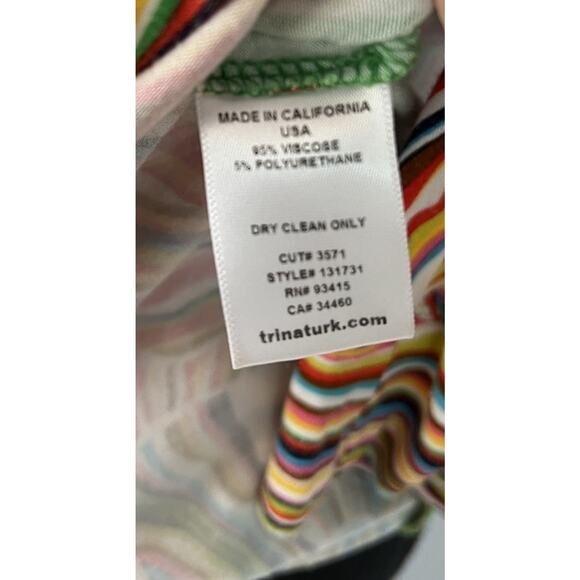 MADE IN CALIFORNIA
USA
95% VISCOSE
5% POLYURETHANE
DRY CLEAN ONLY
CUT# 3571
STYLE# 131731
RN# 93415
CA# 34460
trinaturk.com